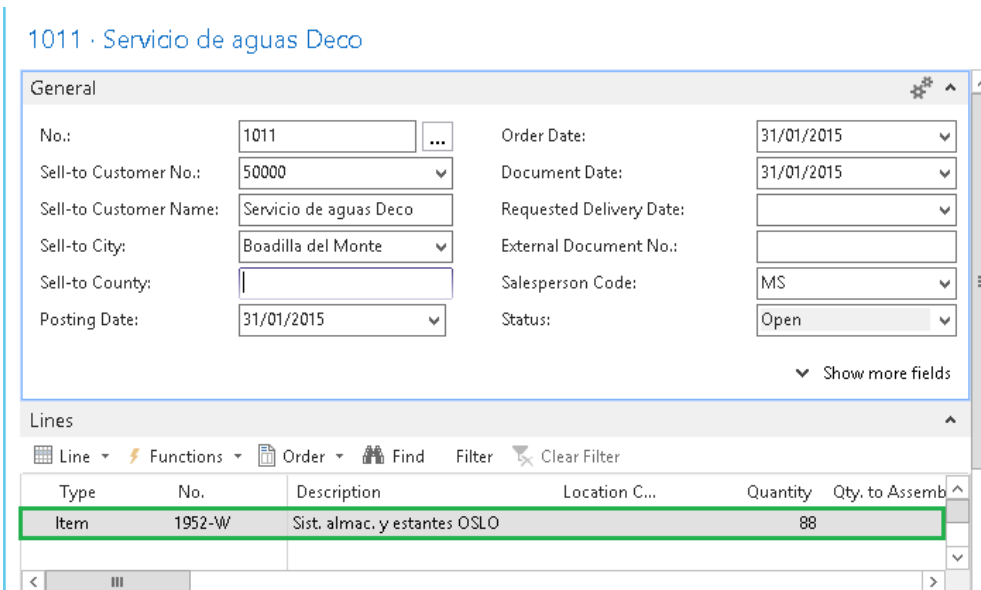 1011 · Servicio de aguas Deco
General
No.: 1011 ... Order Date: 31/01/2015
Sell-to Customer No.: 50000 Document Date: 31/01/2015
Sell-to Customer Name: Servicio de aguas Deco Requested Delivery Date:
Sell-to City: Boadilla del Monte External Document No.:
Sell-to County: Salesperson Code: MS
Posting Date: 31/01/2015 Status: Open
Show more fields
Lines
Line Functions Order Find Filter Clear Filter
Type No. Description Location C... Quantity Qty. to Assemb
Item 1952-W Sist. almac. y estantes OSLO 88